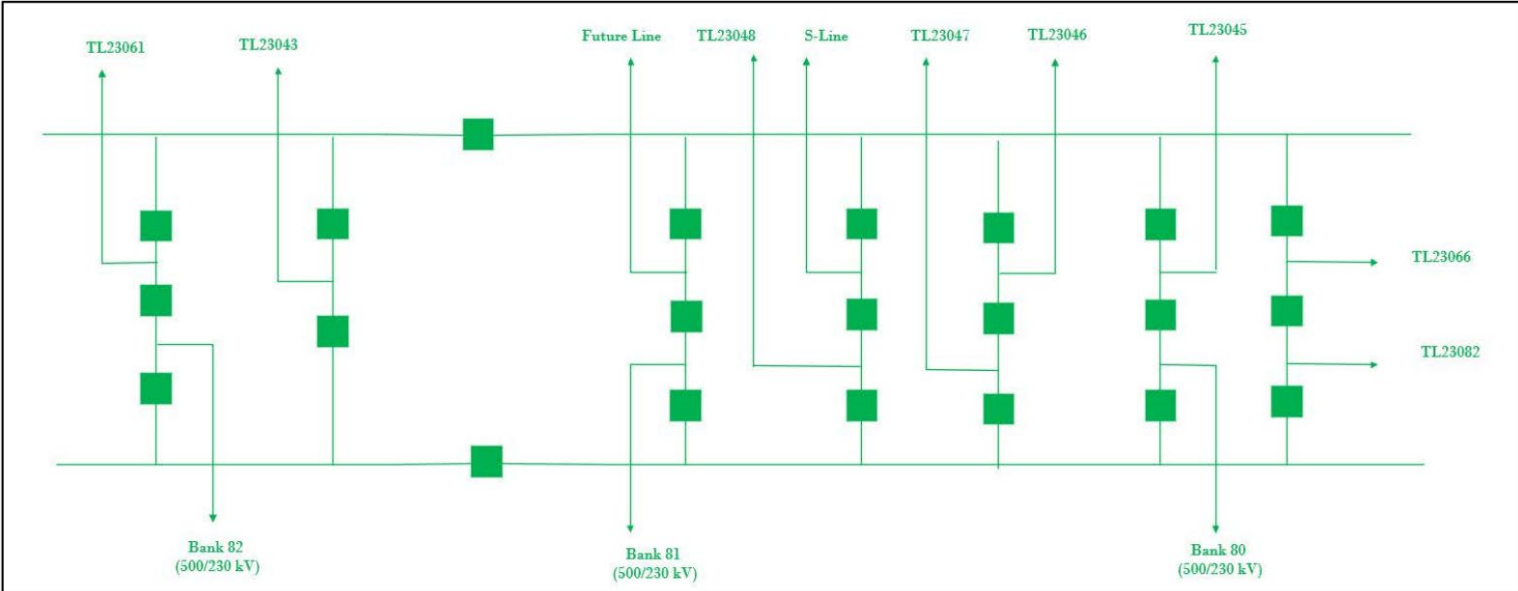 TL23061
TL23043
Future Line
TL23048
S-Line
TL23047
TL23046
TL23045
TL23066
TL23082
Bank 82
(500/230 kV)
Bank 81
(500/230 kV)
Bank 80
(500/230 kV)